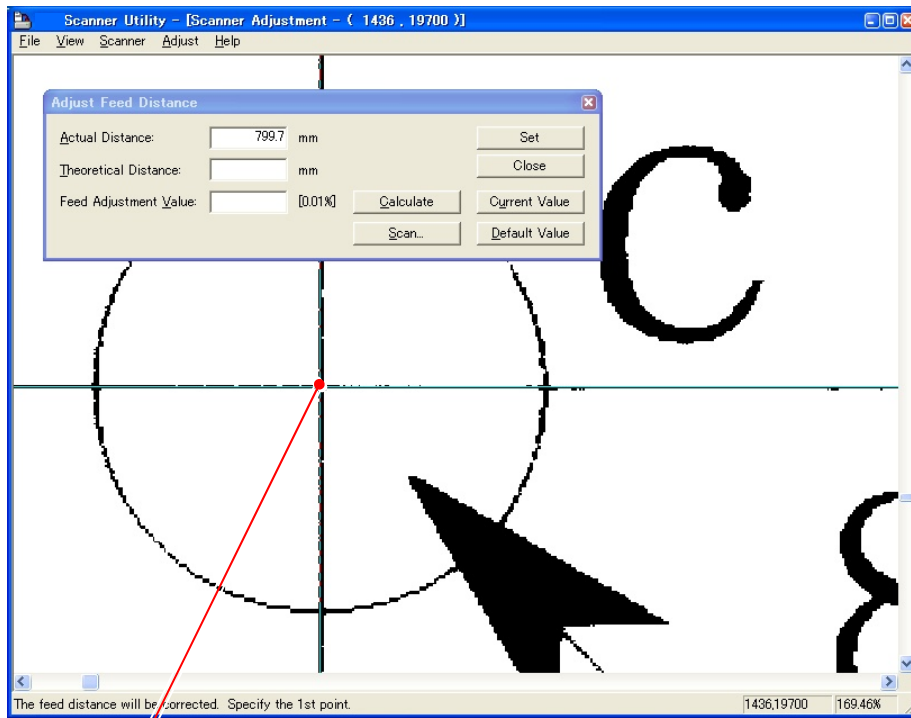 Scanner Utility - [Scanner Adjustment - ( 1436 , 19700 )]
File View Scanner Adjust Help
Adjust Feed Distance
Actual Distance: 799.7 mm Set
Theoretical Distance: mm Close
Feed Adjustment Value: [0.01%] Calculate Current Value
Scan... Default Value
C
8
The feed distance will be corrected. Specify the 1st point. 1436,19700 169.46%